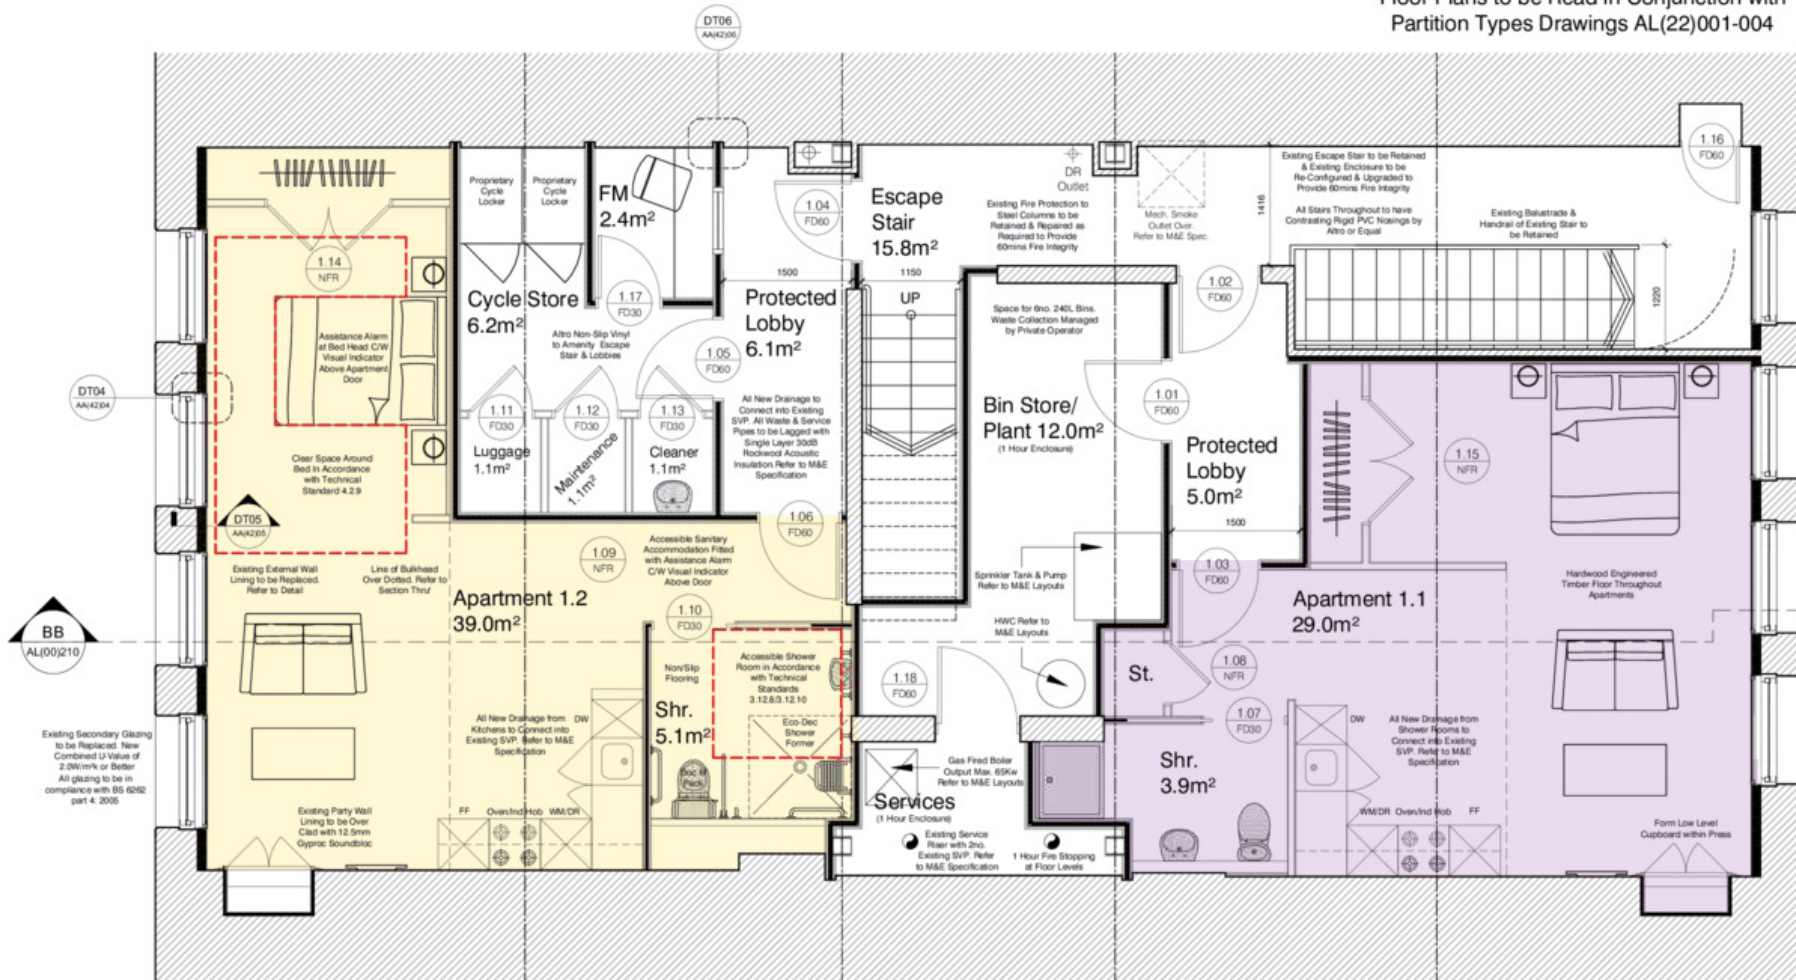 Floor Plans to be Read in Conjunction with
Partition Types Drawings AL(22)001-004
DT06
AA(42)06
1.16
FD60
Proprietary
Cycle
Locker
Proprietary
Cycle
Locker
FM
2.4m²
1.04
FD60
Escape
Stair
15.8m²
DR
Outlet
Existing Fire Protection to
Steel Columns to be
Retained & Repaired as
Required to Provide
60mins Fire Integrity
Mech. Smoke
Outlet Over.
Refer to M&E Spec.
1416
Existing Escape Stair to be Retained
& Existing Enclosure to be
Re-Configured & Upgraded to
Provide 60mins Fire Integrity
All Stairs Throughout to have
Contrasting Rigid PVC Nosings by
Altro or Equal
Existing Balustrade &
Handrail of Existing Stair to
be Retained
1.14
NFR
Cycle Store
6.2m²
1.17
FD30
1500
1150
UP
Protected
Lobby
6.1m²
1.02
FD60
1220
Space for 6no. 240L Bins.
Waste Collection Managed
by Private Operator
Altro Non-Slip Vinyl
to Amenity Escape
Stair & Lobbies
Assistance Alarm
at Bed Head C/W
Visual Indicator
Above Apartment
Door
1.05
FD60
DT04
AA(42)04
1.11
FD30
1.12
FD30
1.13
FD30
All New Drainage to
Connect into Existing
SVP. All Waste & Service
Pipes to be Lagged with
Single Layer 30dB
Rockwool Acoustic
Insulation.Refer to M&E
Specification
Bin Store/
Plant 12.0m²
(1 Hour Enclosure)
1.01
FD60
Protected
Lobby
5.0m²
1.15
NFR
Luggage
1.1m²
Maintenance
1.1m²
Cleaner
1.1m²
Clear Space Around
Bed In Accordance
with Technical
Standard 4.2.9
DT05
AA(42)05
1.06
FD60
1500
1.09
NFR
Accessible Sanitary
Accommodation Fitted
with Assistance Alarm
C/W Visual Indicator
Above Door
Existing External Wall
Lining to be Replaced.
Refer to Detail
Line of Bulkhead
Over Dotted. Refer to
Section Thru'
Sprinkler Tank & Pump
Refer to M&E Layouts
1.03
FD60
Hardwood Engineered
Timber Floor Throughout
Apartments
Apartment 1.2
39.0m²
1.10
FD30
Apartment 1.1
29.0m²
BB
AL(00)210
HWC Refer to
M&E Layouts
Non/Slip
Flooring
Accessible Shower
Room in Accordance
with Technical
Standards
3.12.8/3.12.10
1.18
FD60
St.
1.08
NFR
Shr.
5.1m²
Eco-Dec
Shower
Former
1.07
FD30
All New Drainage from
Kitchens to Connect into
Existing SVP. Refer to M&E
Specification
DW
DW
All New Drainage from
Shower Rooms to
Connect into Existing
SVP. Refer to M&E
Specification
Existing Secondary Glazing
to be Replaced. New
Combined U-Value of
2.0W/m²k or Better
All glazing to be in
compliance with BS 6262
part 4: 2005
Doc M
Pack
Gas Fired Boiler
Output Max. 65Kw
Refer to M&E Layouts
Shr.
3.9m²
Services
(1 Hour Enclosure)
Existing Party Wall
Lining to be Over
Clad with 12.5mm
Gyproc Soundbloc
FF
Oven/Ind Hob
WM/DR
WM/DR
Oven/Ind Hob
FF
Existing Service
Riser with 2no.
Existing SVP. Refer
to M&E Specification
1 Hour Fire Stopping
at Floor Levels
Form Low Level
Cupboard within Press